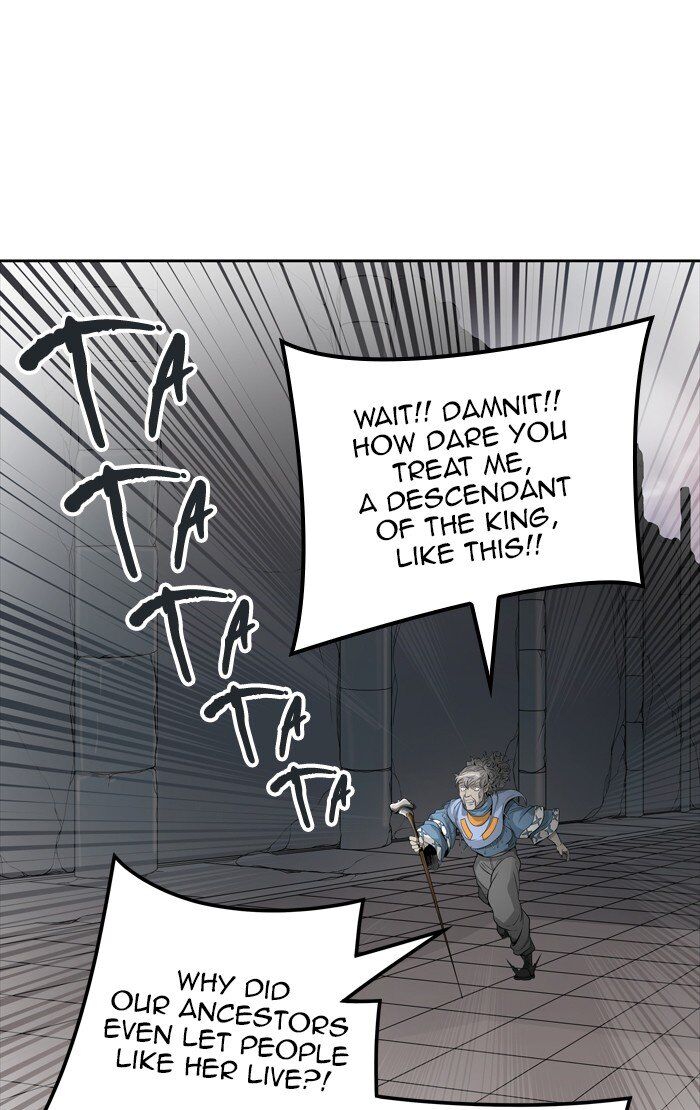 TA
TA
TA
TA
TA
WAIT!! DAMNIT!!
HOW DARE YOU
TREAT ME,
A DESCENDANT
OF THE KING,
LIKE THIS!!
WHY DID
OUR ANCESTORS
EVEN LET PEOPLE
LIKE HER LIVE?!